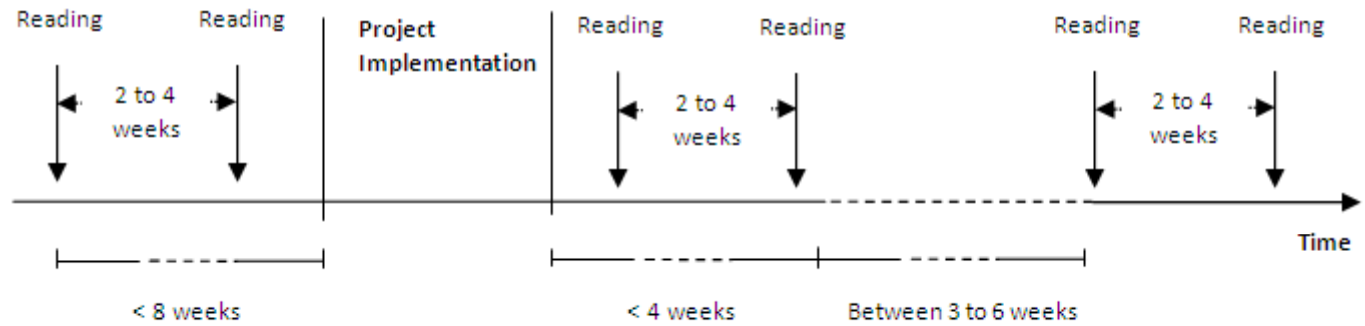 Reading
Reading
Project
Implementation
Reading
Reading
Reading
Reading
2 to 4
weeks
2 to 4
weeks
2 to 4
weeks
Time
< 8 weeks
< 4 weeks
Between 3 to 6 weeks